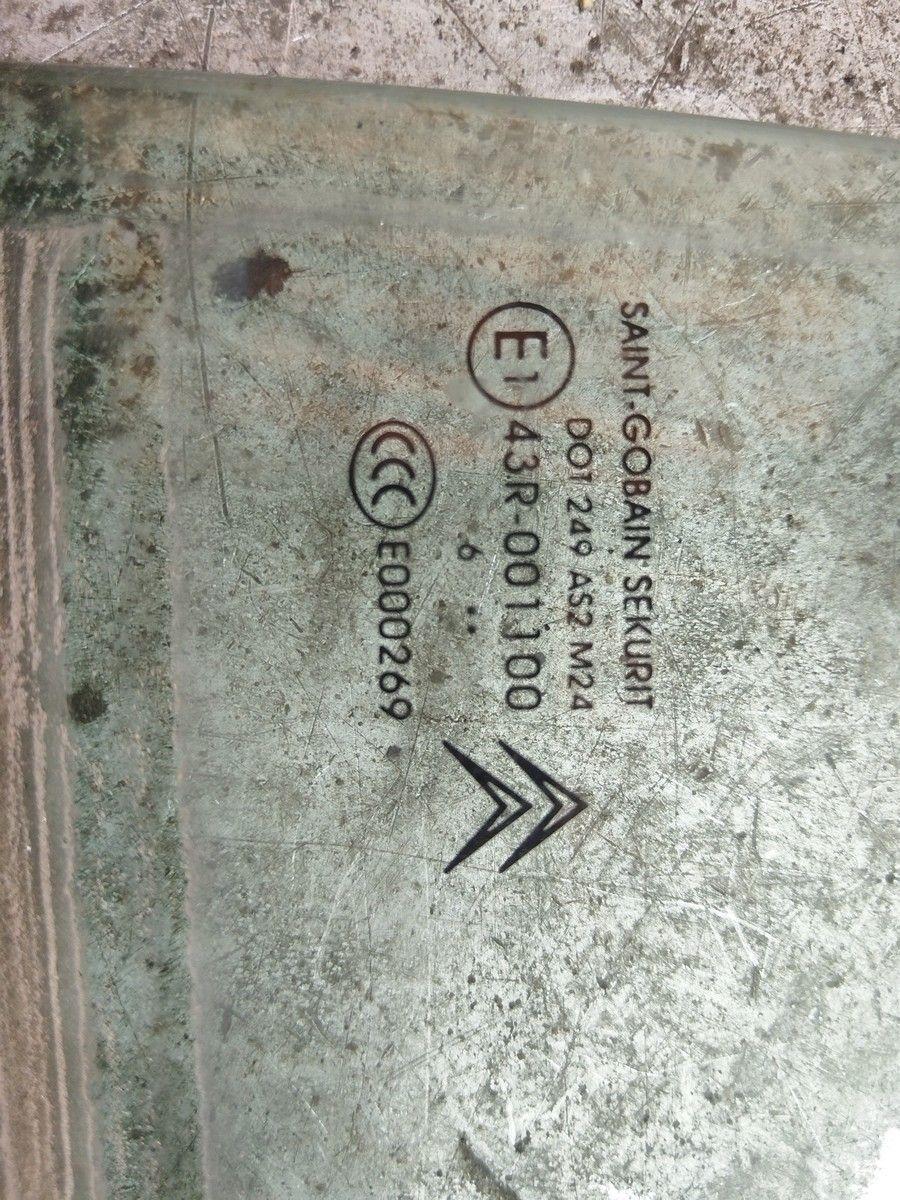 SAINT-GOBAIN SEKURIT
DOT 249 AS2 M24
E1 43R-001100
6 ..
CCC E000269